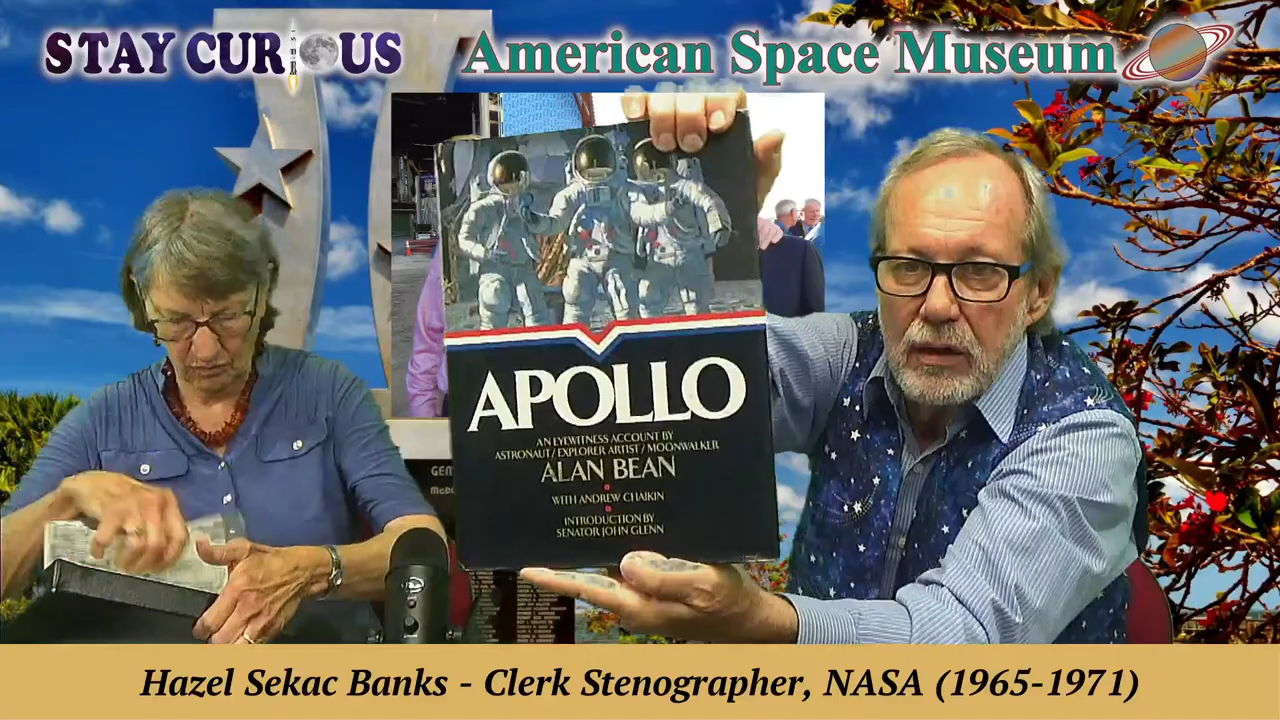 STAY CURIOUS
American Space Museum
APOLLO
AN EYEWITNESS ACCOUNT BY
ASTRONAUT / EXPLORER ARTIST / MOONWALKER
ALAN BEAN
WITH ANDREW CHAIKIN
INTRODUCTION BY
SENATOR JOHN GLENN
GEM
Hazel Sekac Banks - Clerk Stenographer, NASA (1965-1971)